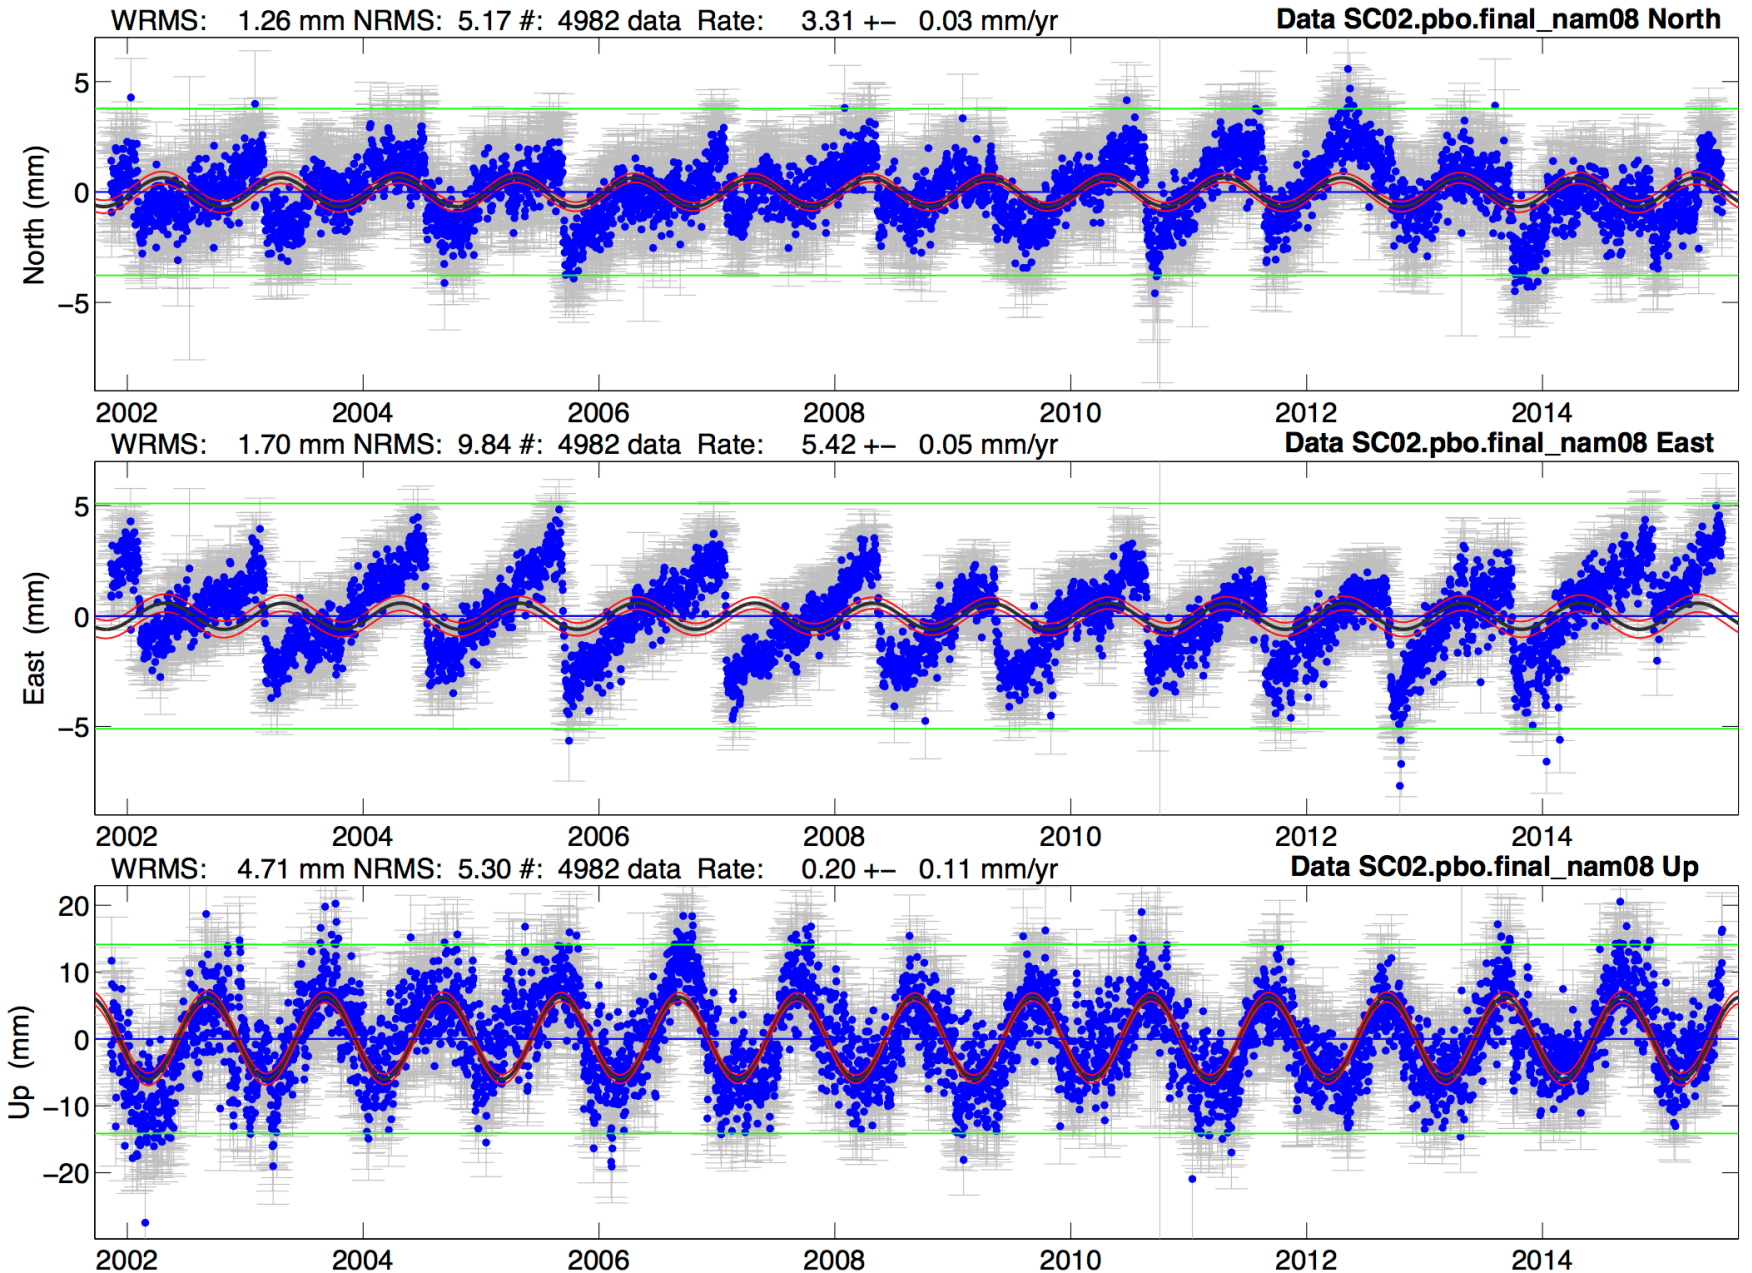 WRMS: 1.26 mm NRMS: 5.17 #: 4982 data Rate: 3.31 +− 0.03 mm/yr Data SC02.pbo.final_nam08 North
5
0
−5
North (mm)
2002 2004 2006 2008 2010 2012 2014
WRMS: 1.70 mm NRMS: 9.84 #: 4982 data Rate: 5.42 +− 0.05 mm/yr Data SC02.pbo.final_nam08 East
5
0
−5
East (mm)
2002 2004 2006 2008 2010 2012 2014
WRMS: 4.71 mm NRMS: 5.30 #: 4982 data Rate: 0.20 +− 0.11 mm/yr Data SC02.pbo.final_nam08 Up
20
10
0
−10
−20
Up (mm)
2002 2004 2006 2008 2010 2012 2014